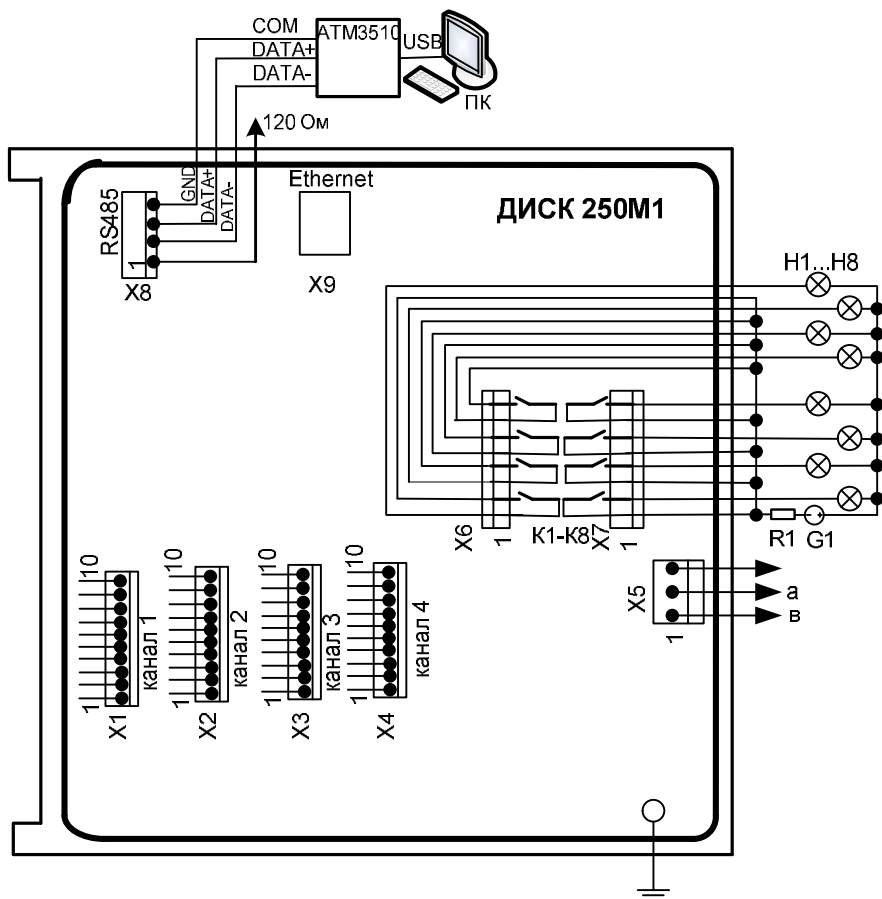 COM
ATM3510
USB
DATA+
DATA-
ПК
120 Ом
GND
DATA+
DATA-
Ethernet
ДИСК 250М1
RS485
1
X8
X9
H1...H8
X6
1
К1-К8
X7
1
R1 G1
X5
1
а
в
10
1
X1
канал 1
10
1
X2
канал 2
10
1
X3
канал 3
10
1
X4
канал 4